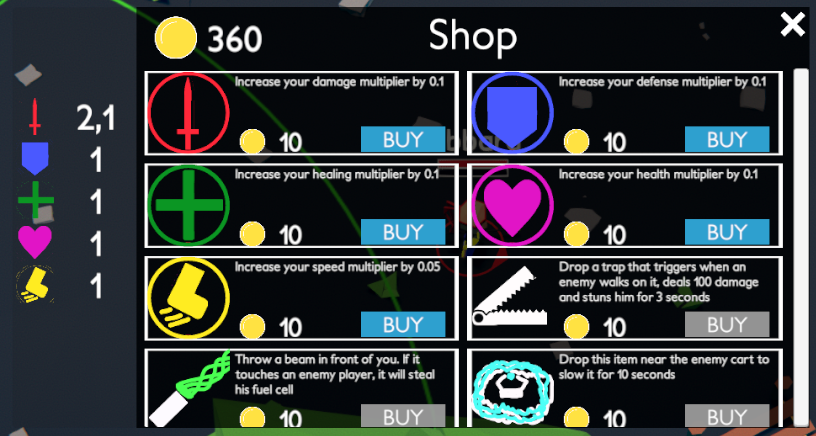 360
Shop
2,1
1
1
1
1
Increase your damage multiplier by 0.1
10
BUY
Increase your defense multiplier by 0.1
10
BUY
Increase your healing multiplier by 0.1
10
BUY
Increase your health multiplier by 0.1
10
BUY
Increase your speed multiplier by 0.05
10
BUY
Drop a trap that triggers when an
enemy walks on it, deals 100 damage
and stuns him for 3 seconds
10
BUY
Throw a beam in front of you. If it
touches an enemy player, it will steal
his fuel cell
10
BUY
Drop this item near the enemy cart to
slow it for 10 seconds
10
BUY